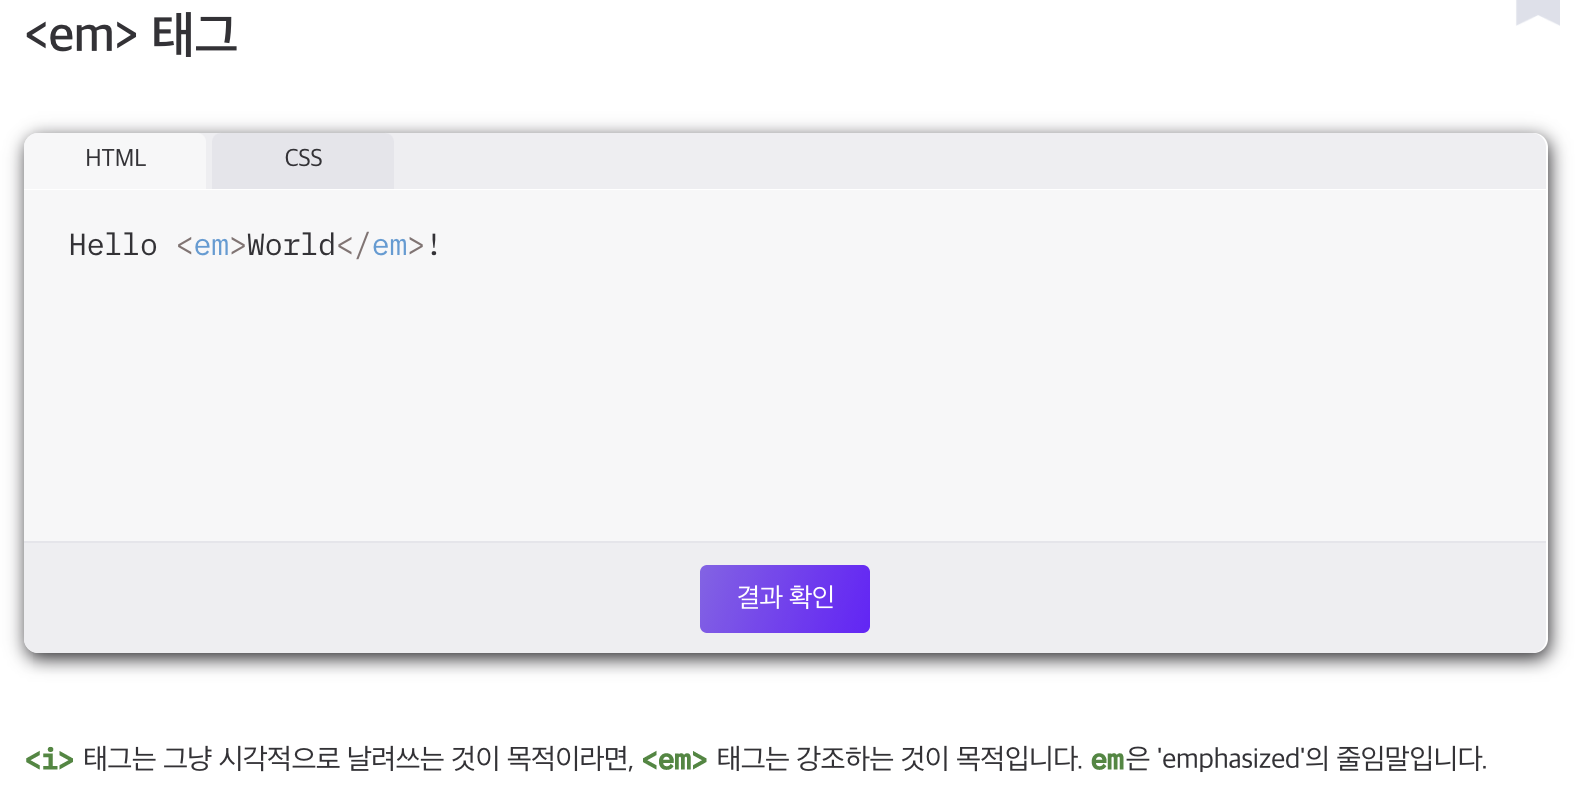 <em> 태그
HTML
CSS
Hello <em>World</em>!
결과 확인
<i> 태그는 그냥 시각적으로 날려쓰는 것이 목적이라면, <em> 태그는 강조하는 것이 목적입니다. em은 'emphasized'의 줄임말입니다.